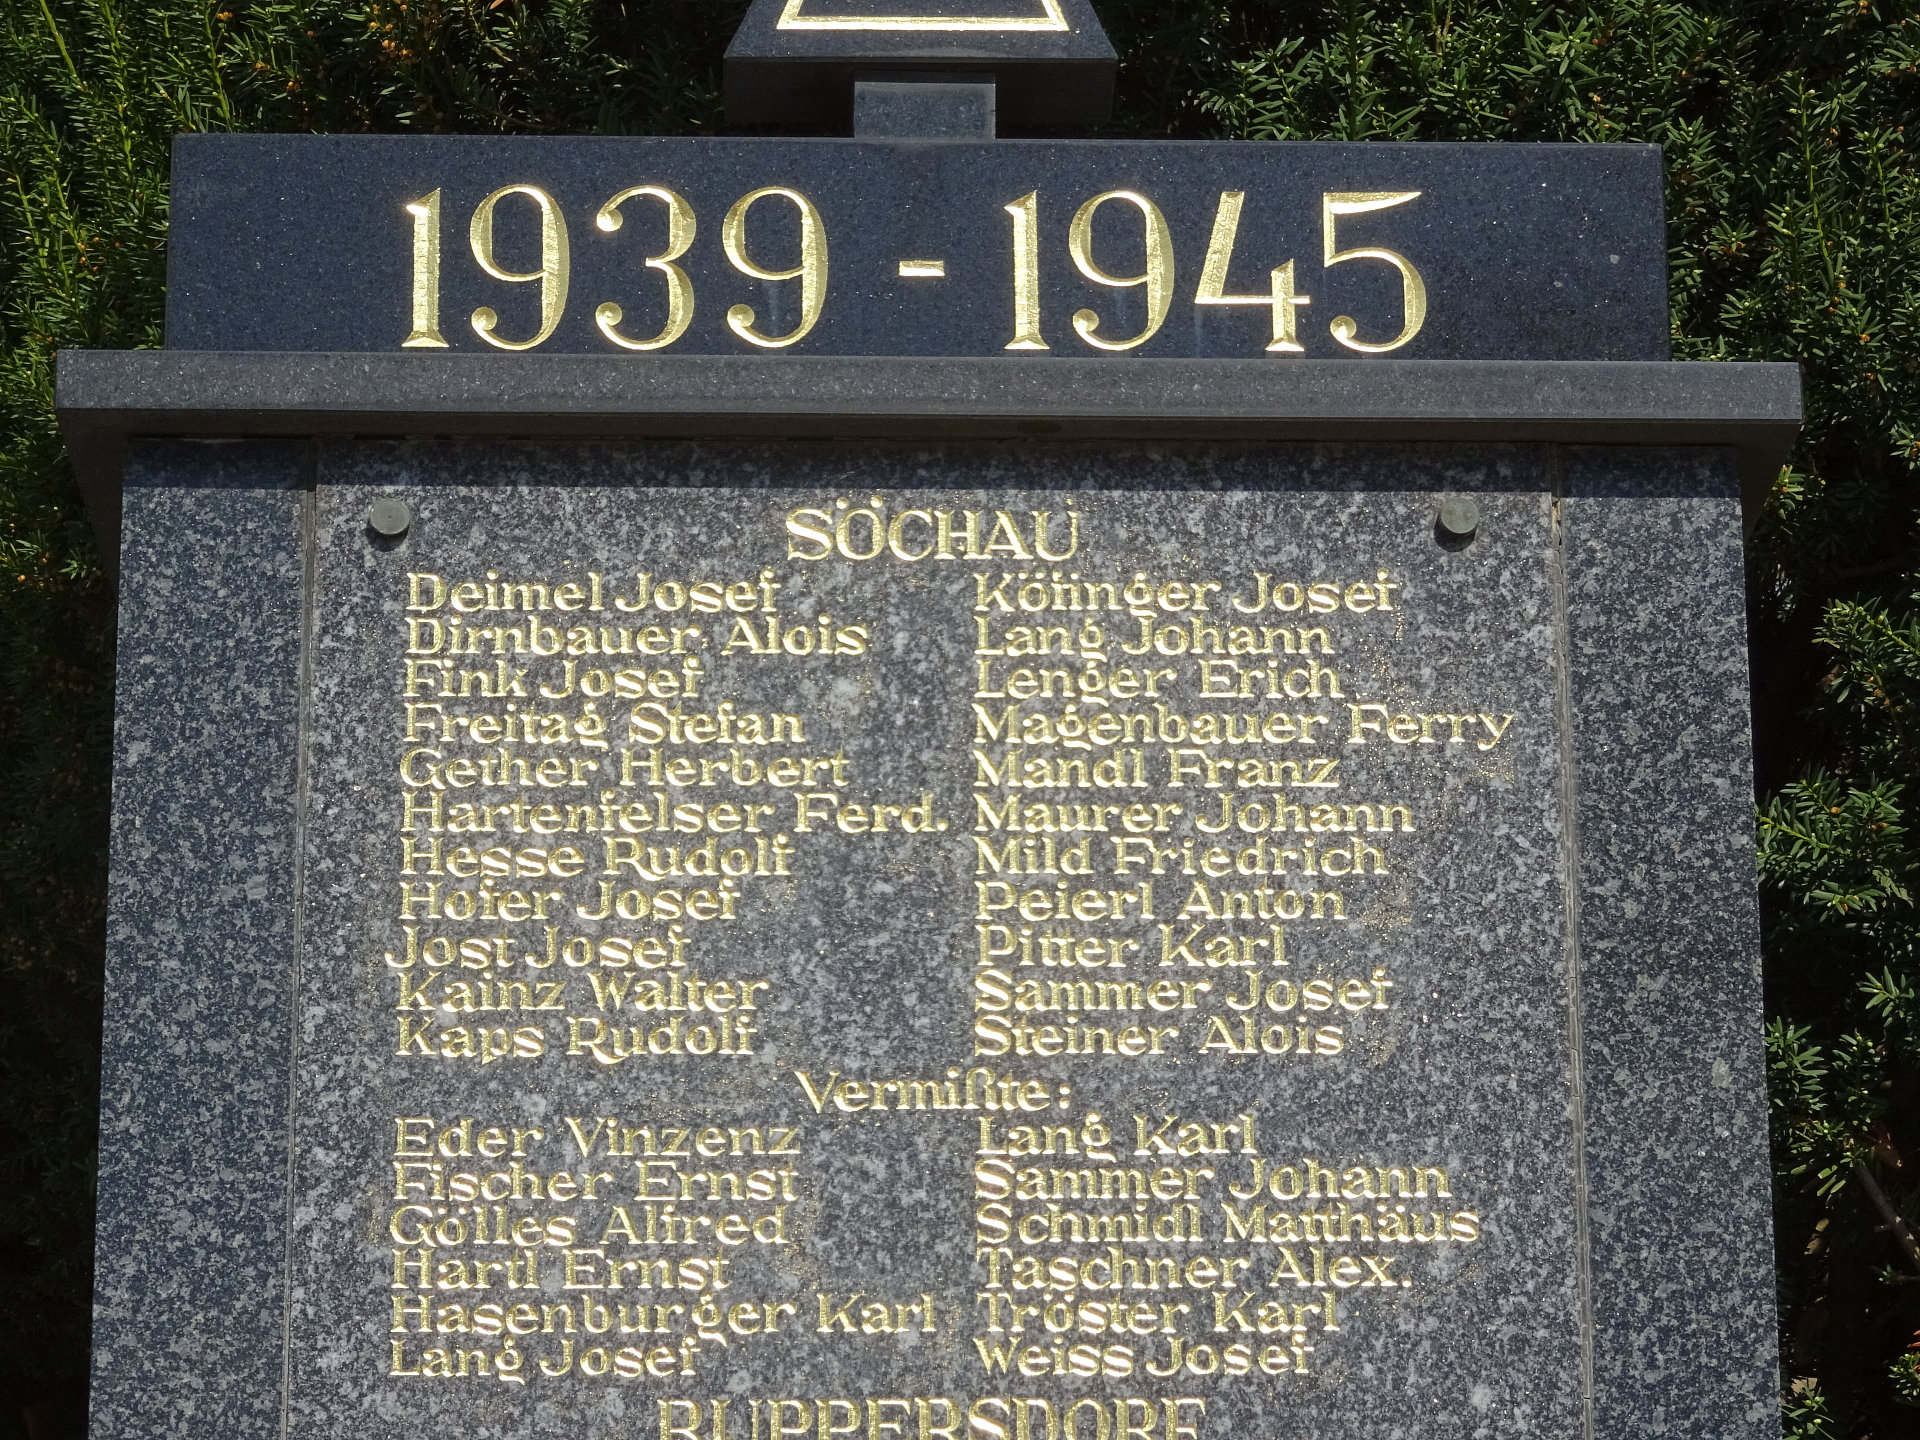 1939 - 1945
SÖCHAU
Deimel Josef
Dirnbauer Alois
Fink Josef
Freitag Stefan
Gether Herbert
Hartenfelser Ferd.
Hesse Rudolf
Hofer Josef
Jost Josef
Kainz Walter
Kaps Rudolf
Köfinger Josef
Lang Johann
Lenger Erich
Magenbauer Ferry
Mandl Franz
Maurer Johann
Mild Friedrich
Peierl Anton
Pitter Karl
Sammer Josef
Steiner Alois
Vermißte:
Eder Vinzenz
Fischer Ernst
Gölles Alfred
Hartl Ernst
Hasenburger Karl
Lang Josef
Lang Karl
Sammer Johann
Schmidl Matthäus
Taschner Alex.
Tröster Karl
Weiss Josef
RUPPERSDORF